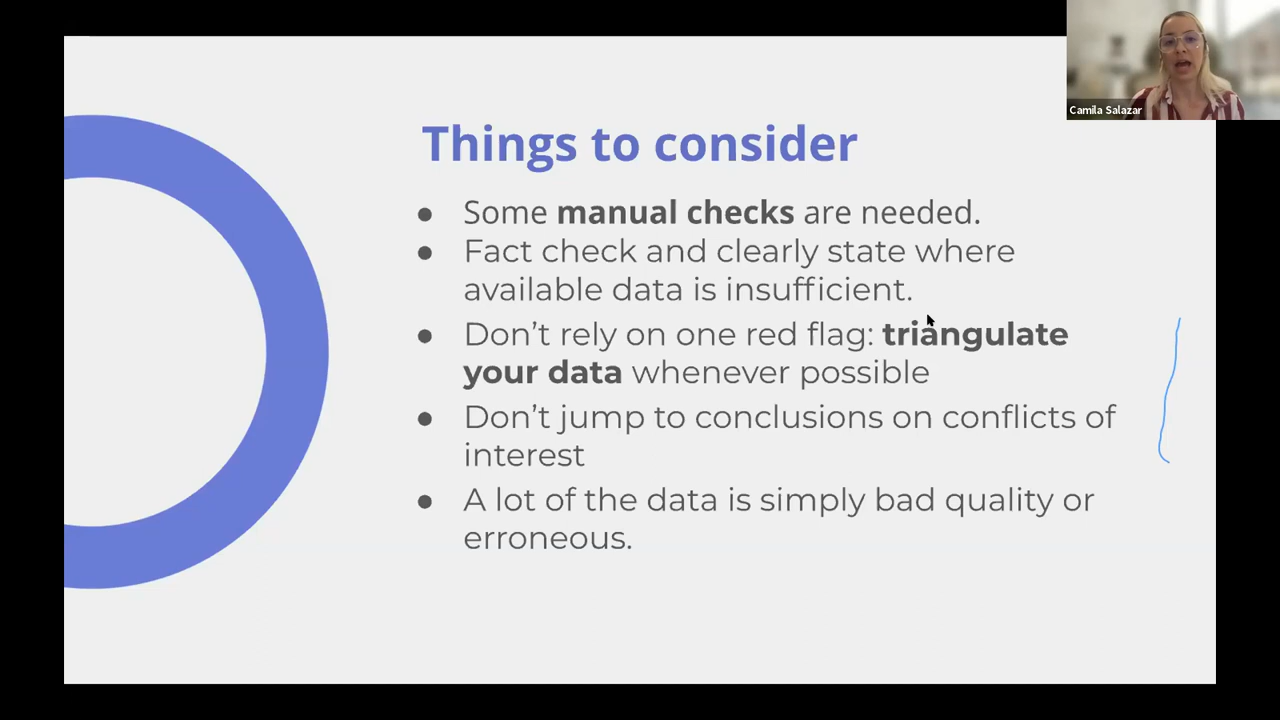 Camila Salazar
Things to consider
● Some manual checks are needed.
● Fact check and clearly state where
available data is insufficient.
● Don’t rely on one red flag: triangulate
your data whenever possible
● Don’t jump to conclusions on conflicts of
interest
● A lot of the data is simply bad quality or
erroneous.